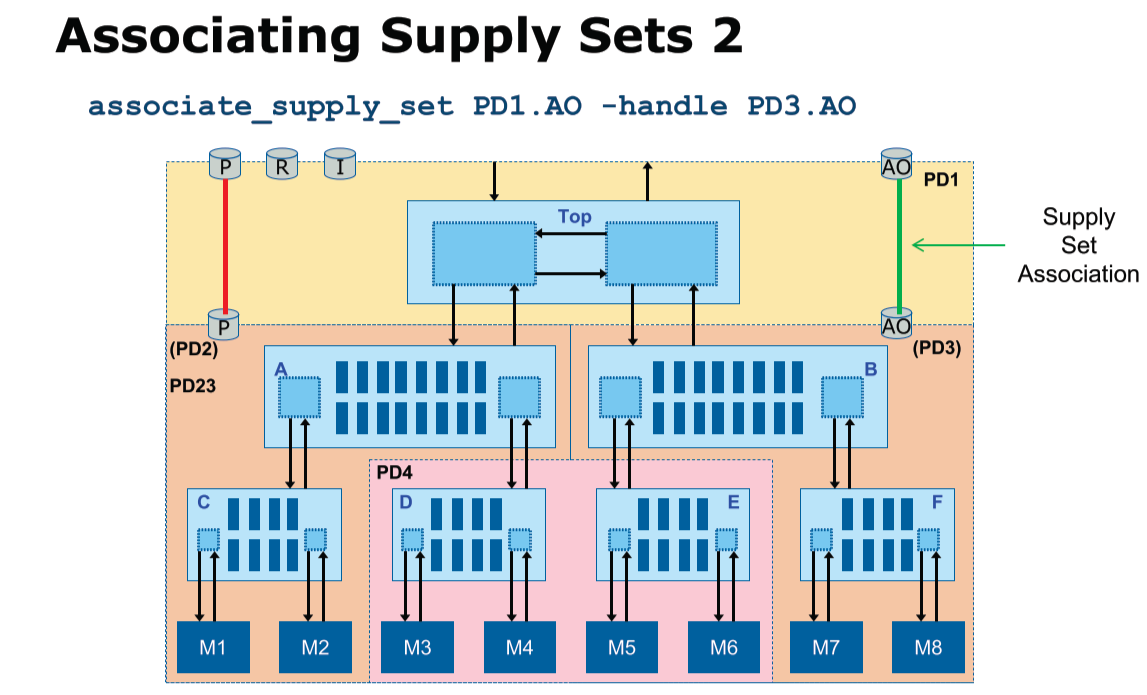 Associating Supply Sets 2
associate_supply_set PD1.AO -handle PD3.AO
P R I AO
PD1
Top
Supply
Set
Association
P
AO
(PD2)
(PD3)
PD23
A
B
PD4
C
D
E
F
M1
M2
M3
M4
M5
M6
M7
M8